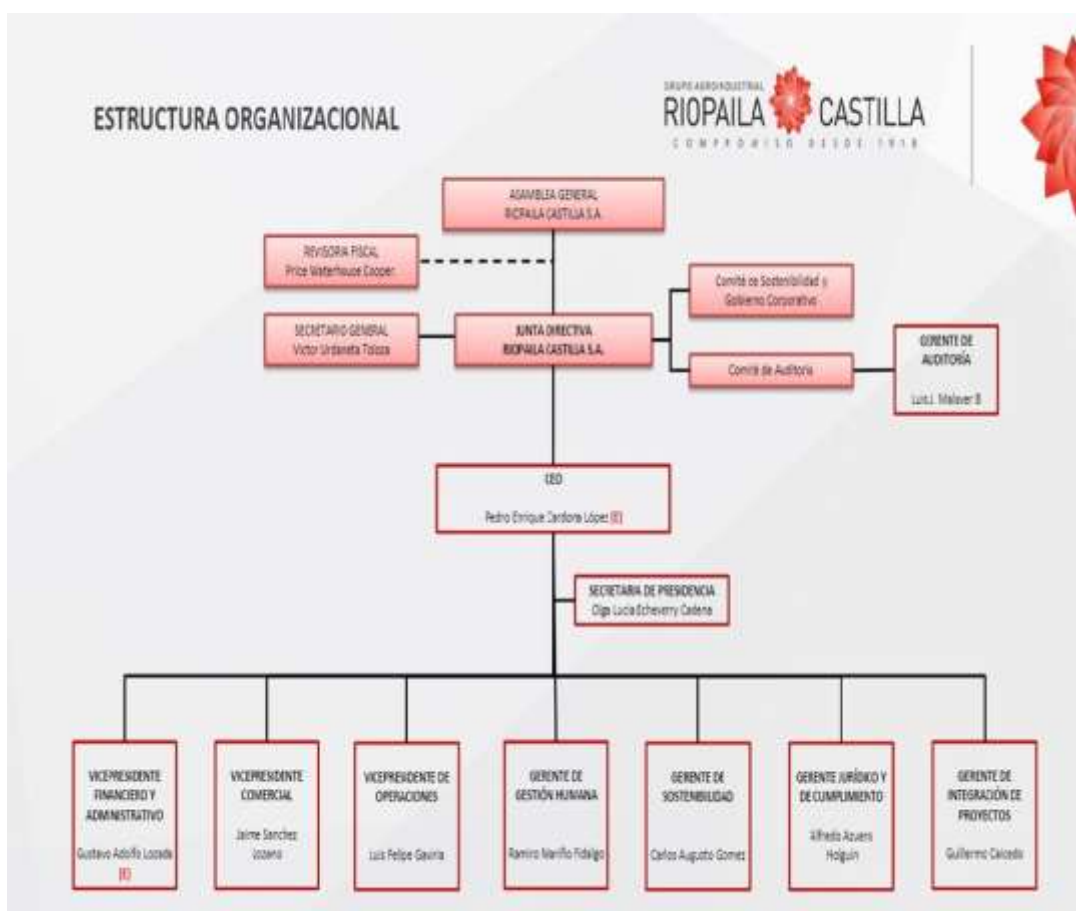 ESTRUCTURA ORGANIZACIONAL
GRUPO AGROINDUSTRIAL
RIOPAILA CASTILLA
COMPROMISO DESDE 1918
ASAMBLEA GENERAL
RIOPAILA CASTILLA S.A.
REVISORIA FISCAL
Price Waterhouse Cooper
Comité de Sostenibilidad y
Gobierno Corporativo
SECRETARIO GENERAL
Victor Urdaneta Toloza
JUNTA DIRECTIVA
RIOPAILA CASTILLA S.A.
Comité de Auditoria
GERENTE DE
AUDITORÍA
Luis J. Malaver B
CEO
Pedro Enrique Cardona López (E)
SECRETARIA DE PRESIDENCIA
Olga Lucia Echeverry Cadena
VICEPRESIDENTE
FINANCIERO Y
ADMINISTRATIVO
Gustavo Adolfo Lozada
(E)
VICEPRESIDENTE
COMERCIAL
Jaime Sanchez
Lozano
VICEPRESIDENTE DE
OPERACIONES
Luis Felipe Gaviria
GERENTE DE
GESTIÓN HUMANA
Ramiro Nariño Fidalgo
GERENTE DE
SOSTENIBILIDAD
Carlos Augusto Gomez
GERENTE JURÍDICO Y
DE CUMPLIMIENTO
Alfredo Azuero
Holguin
GERENTE DE
INTEGRACIÓN DE
PROYECTOS
Guillermo Caicedo